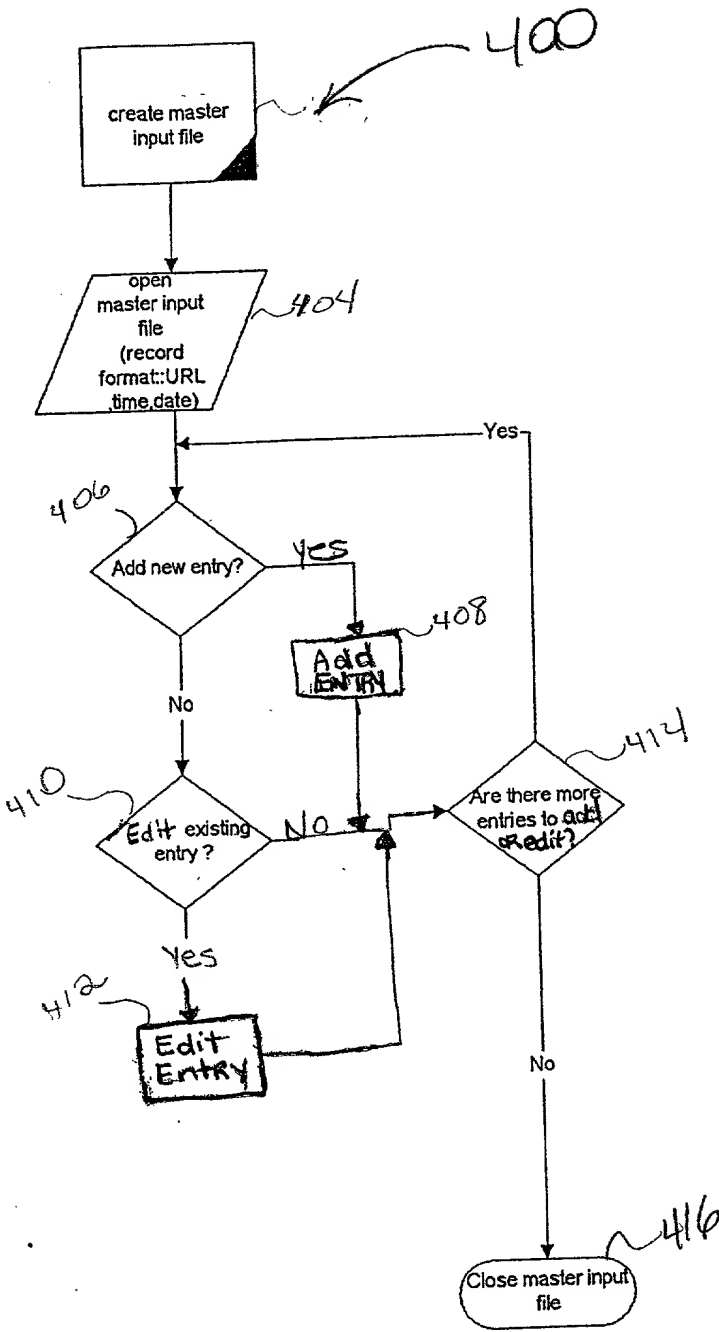 400
create master
input file
open
master input
file
(record
format::URL
,time,date)
404
Yes
406
Add new entry?
yes
408
Add
ENTRY
No
410
Edit existing
entry ?
No
414
Are there more
entries to add
or edit?
Yes
412
Edit
Entry
No
416
Close master input
file